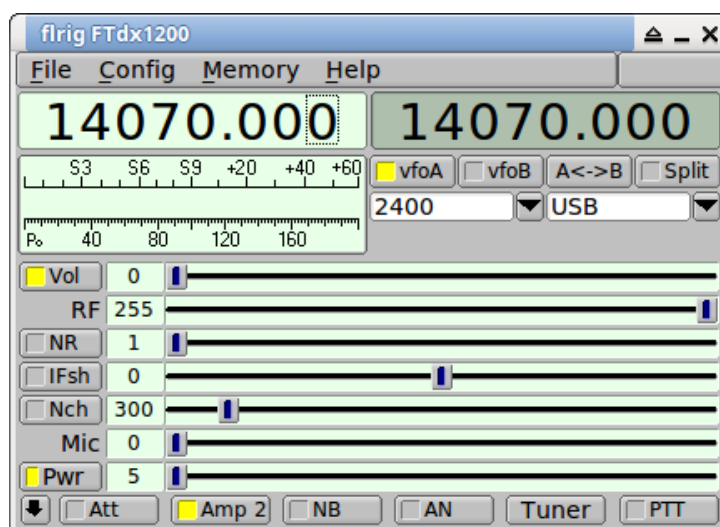 flrig FTdx1200
File Config Memory Help
14070.000 14070.000
S3 S6 S9 +20 +40 +60 vfoA vfoB A<->B Split
2400 USB
Po 40 80 120 160
Vol 0
RF 255
NR 1
IFsh 0
Nch 300
Mic 0
Pwr 5
Att Amp 2 NB AN Tuner PTT